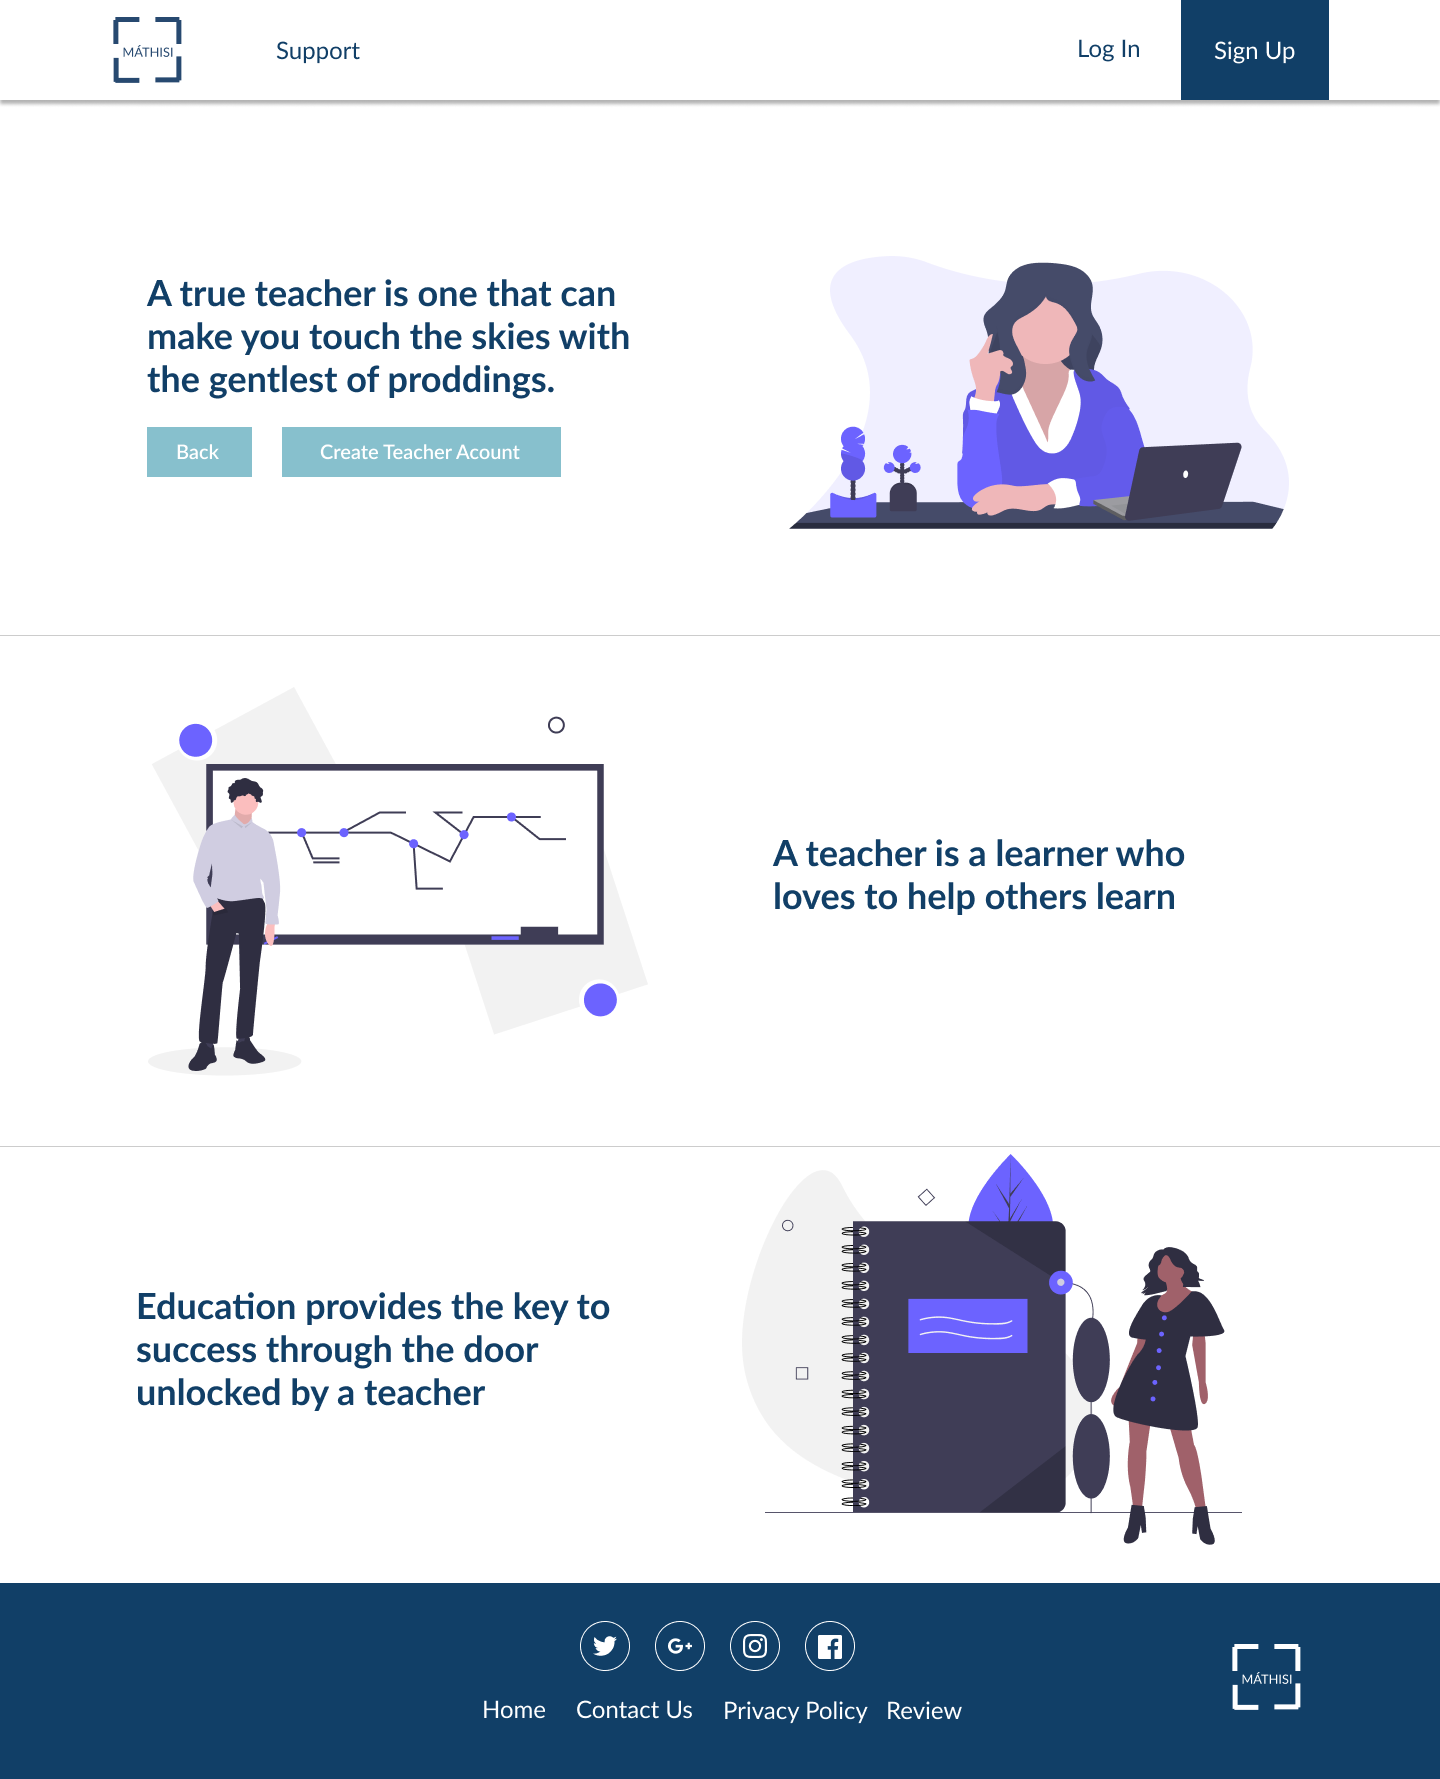 MÁTHISI
Support
Log In
Sign Up
A true teacher is one that can
make you touch the skies with
the gentlest of proddings.
Back
Create Teacher Acount
A teacher is a learner who
loves to help others learn
Education provides the key to
success through the door
unlocked by a teacher
G+
Home
Contact Us
Privacy Policy
Review
MÁTHISI